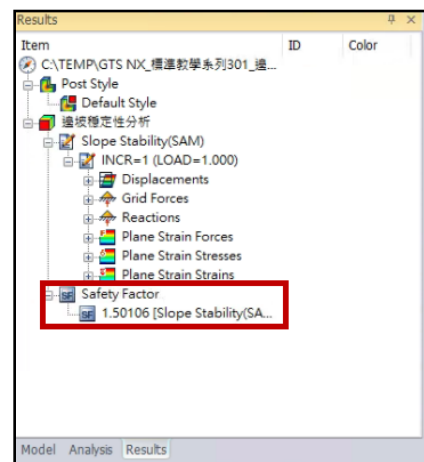 Results
Item ID Color
C:\TEMP\GTS NX_標準教學系列301_邊...
Post Style
Default Style
邊坡穩定性分析
Slope Stability(SAM)
INCR=1 (LOAD=1.000)
Displacements
Grid Forces
Reactions
Plane Strain Forces
Plane Strain Stresses
Plane Strain Strains
SF Safety Factor
SF 1.50106 [Slope Stability(SA...
Model Analysis Results